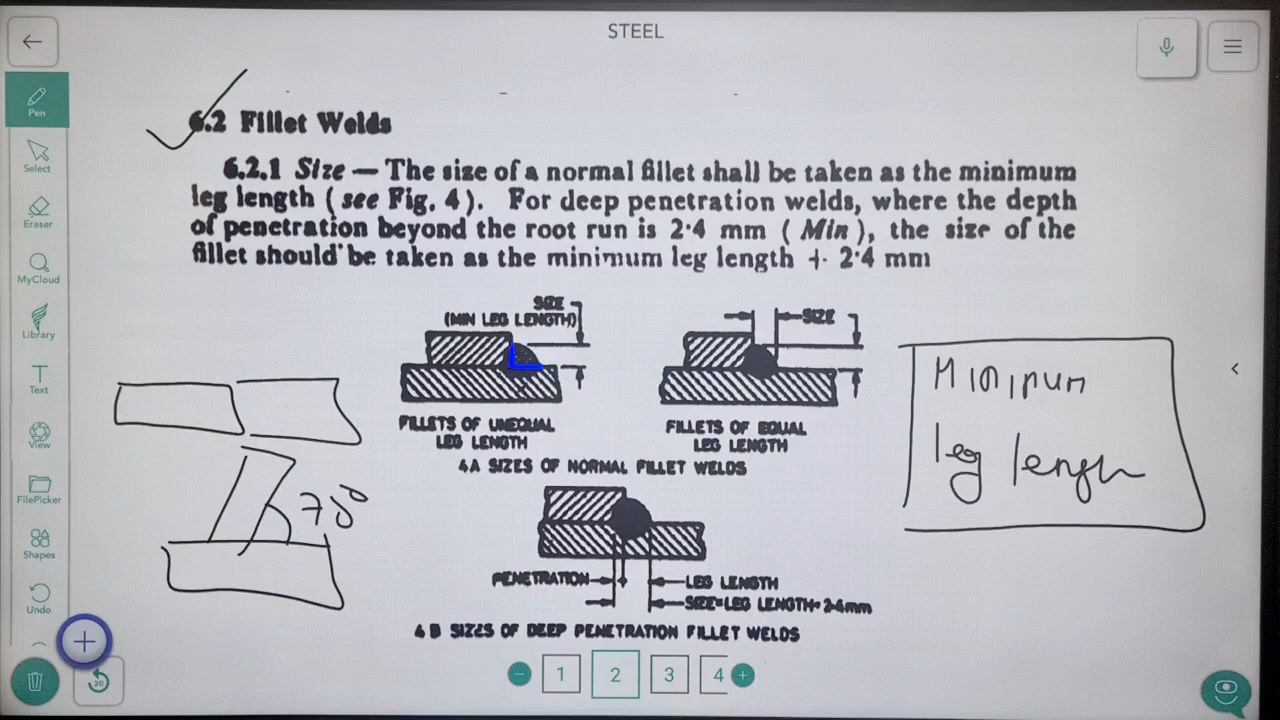 STEEL
Pen
Select
Eraser
MyCloud
Library
Text
View
FilePicker
Shapes
Undo
30
6.2 Fillet Welds
6.2.1 Size — The size of a normal fillet shall be taken as the minimum
leg length ( see Fig. 4 ). For deep penetration welds, where the depth
of penetration beyond the root run is 2·4 mm ( Min ), the size of the
fillet should be taken as the minimum leg length + 2·4 mm
SIZE
(MIN LEG LENGTH)
SIZE
FILLETS OF UNEQUAL
LEG LENGTH
FILLETS OF EQUAL
LEG LENGTH
4A SIZES OF NORMAL FILLET WELDS
PENETRATION
LEG LENGTH
SIZE=LEG LENGTH+2·4mm
4B SIZES OF DEEP PENETRATION FILLET WELDS
Minimum
leg length
1 2 3 4